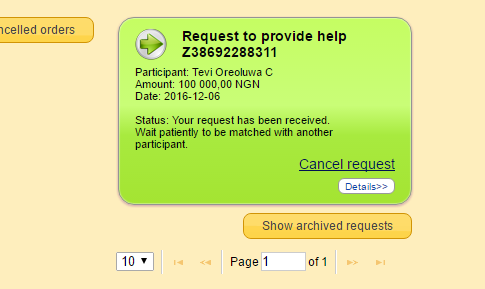 ncelled orders
Request to provide help
Z38692288311
Participant: Tevi Oreoluwa C
Amount: 100 000,00 NGN
Date: 2016-12-06
Status: Your request has been received.
Wait patiently to be matched with another
participant.
Cancel request
Details>>
Show archived requests
10
Page 1 of 1